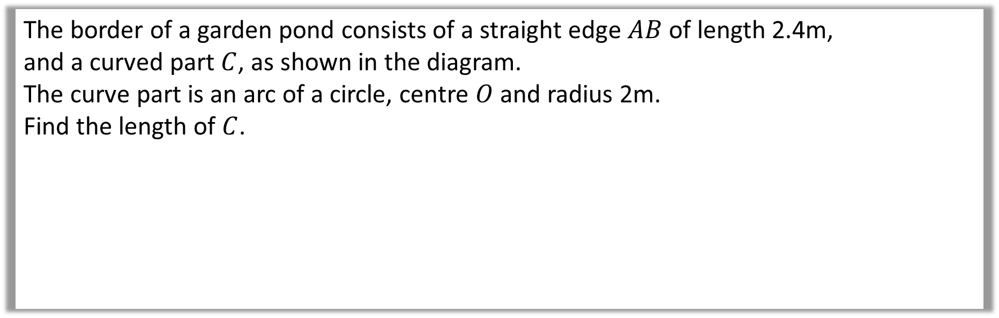 The border of a garden pond consists of a straight edge AB of length 2.4m,
and a curved part C, as shown in the diagram.
The curve part is an arc of a circle, centre O and radius 2m.
Find the length of C.